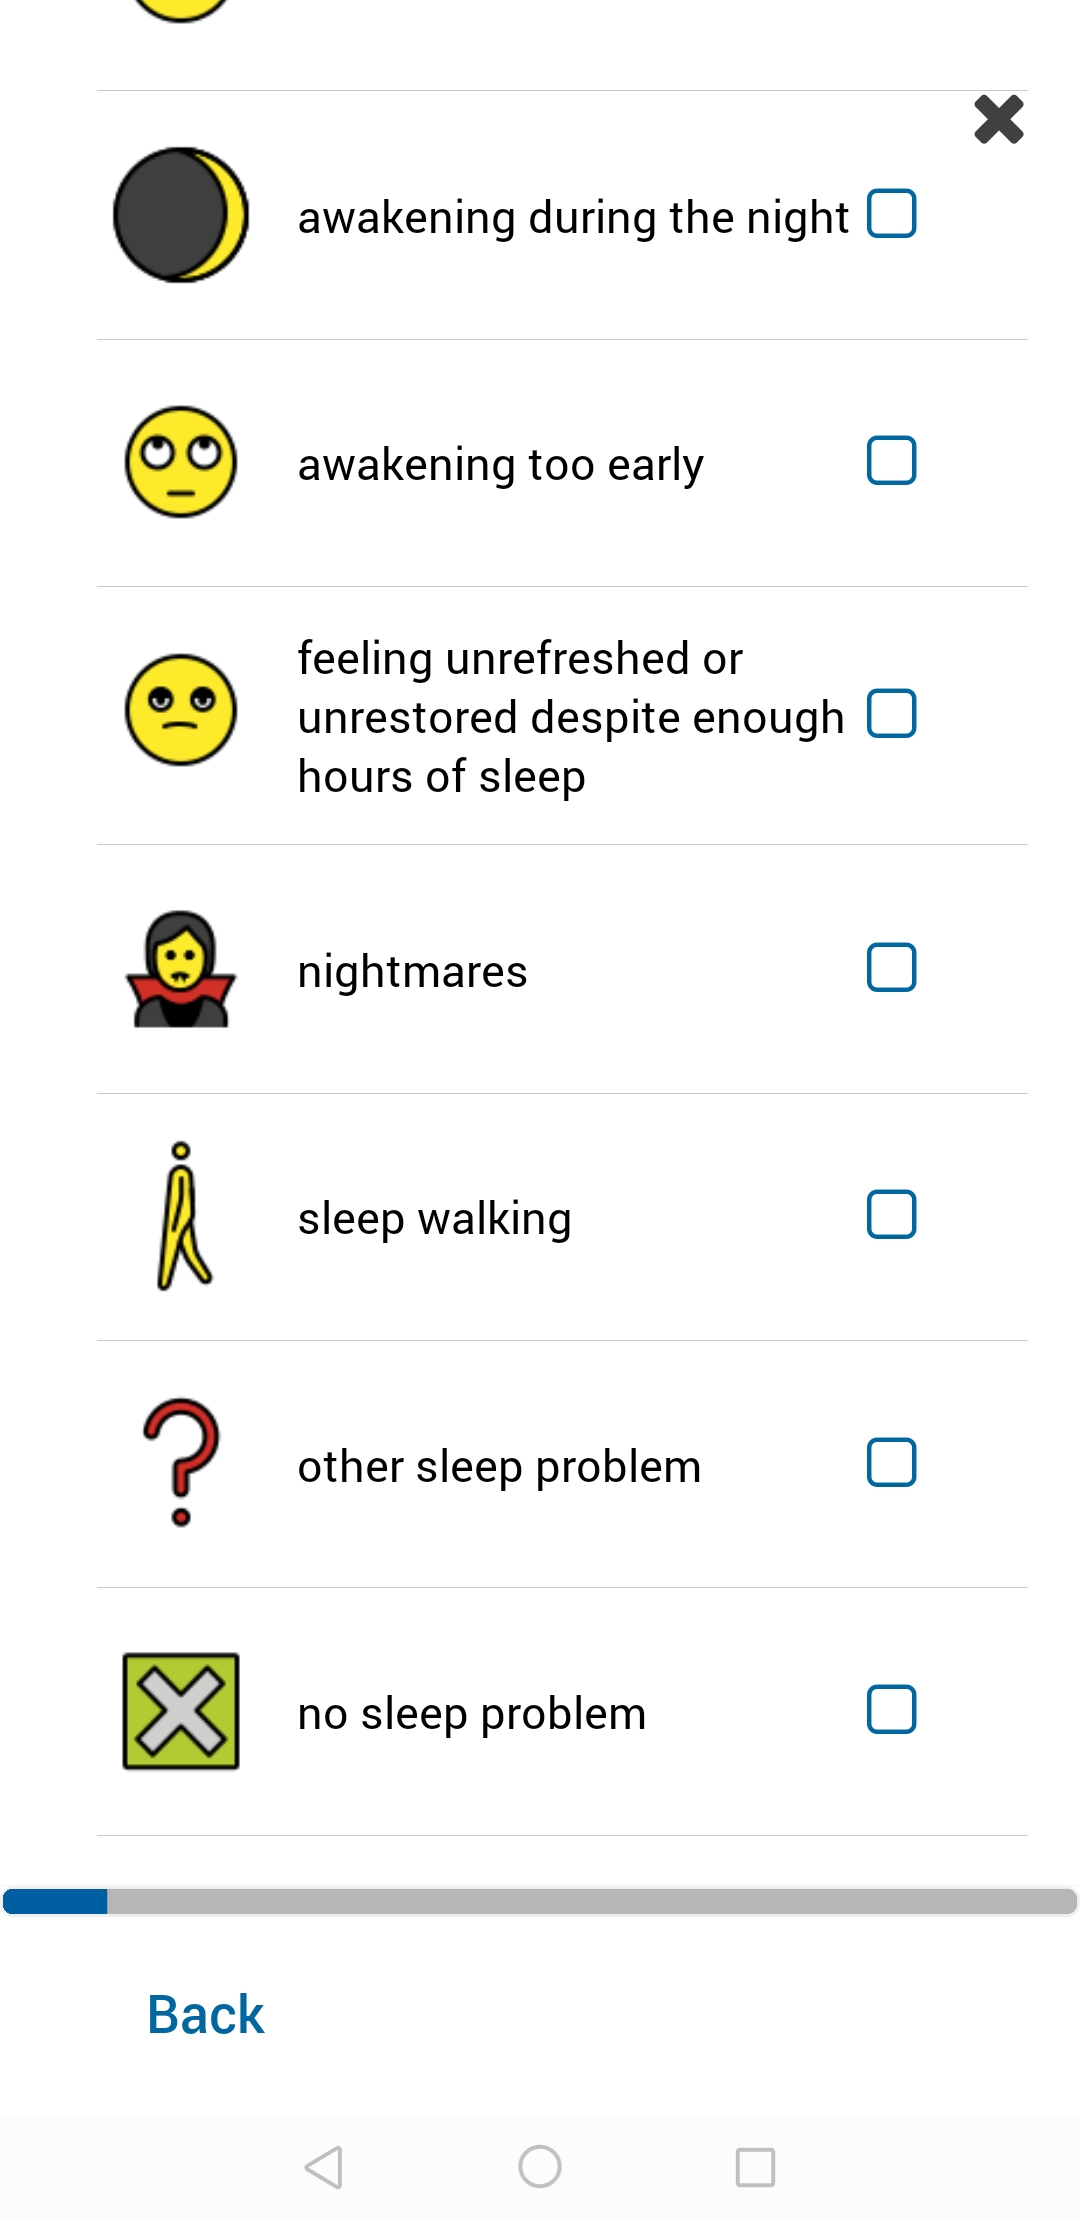 awakening during the night
awakening too early
feeling unrefreshed or
unrestored despite enough
hours of sleep
nightmares
sleep walking
other sleep problem
no sleep problem
Back